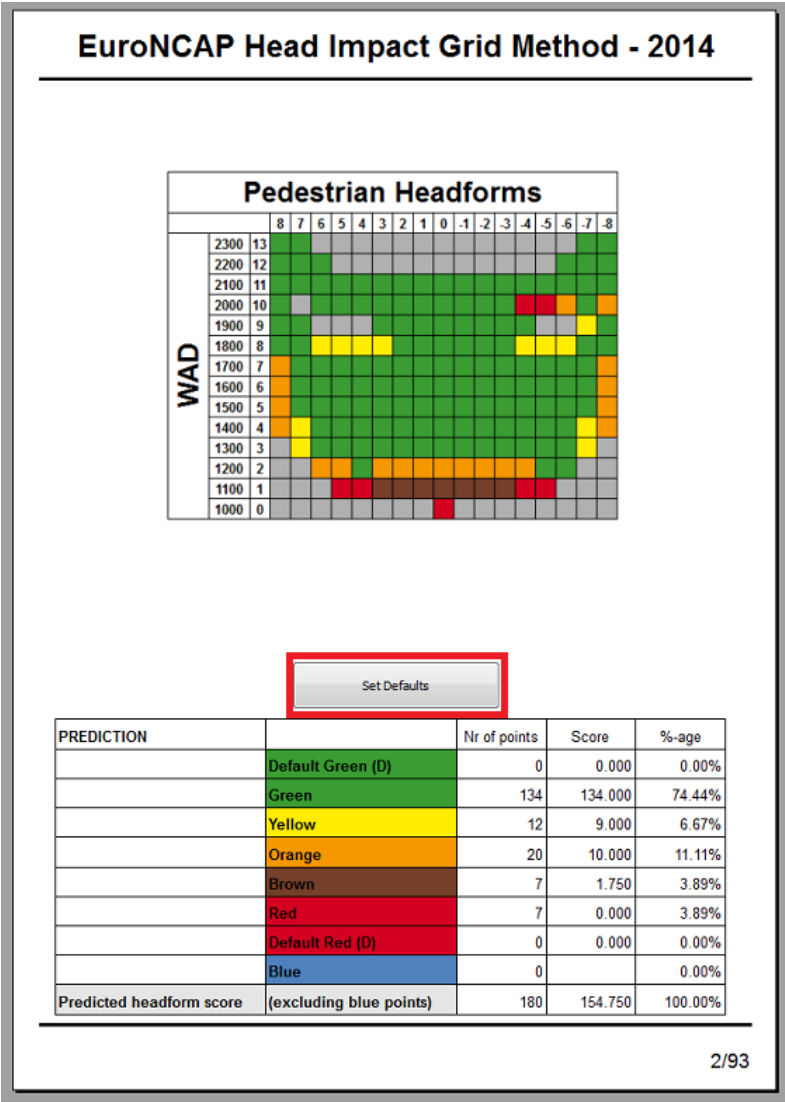 EuroNCAP Head Impact Grid Method - 2014
Pedestrian Headforms
8 7 6 5 4 3 2 1 0 -1 -2 -3 -4 -5 -6 -7 -8
WAD
2300 13
2200 12
2100 11
2000 10
1900 9
1800 8
1700 7
1600 6
1500 5
1400 4
1300 3
1200 2
1100 1
1000 0
Set Defaults
PREDICTION Nr of points Score %-age
Default Green (D) 0 0.000 0.00%
Green 134 134.000 74.44%
Yellow 12 9.000 6.67%
Orange 20 10.000 11.11%
Brown 7 1.750 3.89%
Red 7 0.000 3.89%
Default Red (D) 0 0.000 0.00%
Blue 0 0.00%
Predicted headform score (excluding blue points) 180 154.750 100.00%
2/93